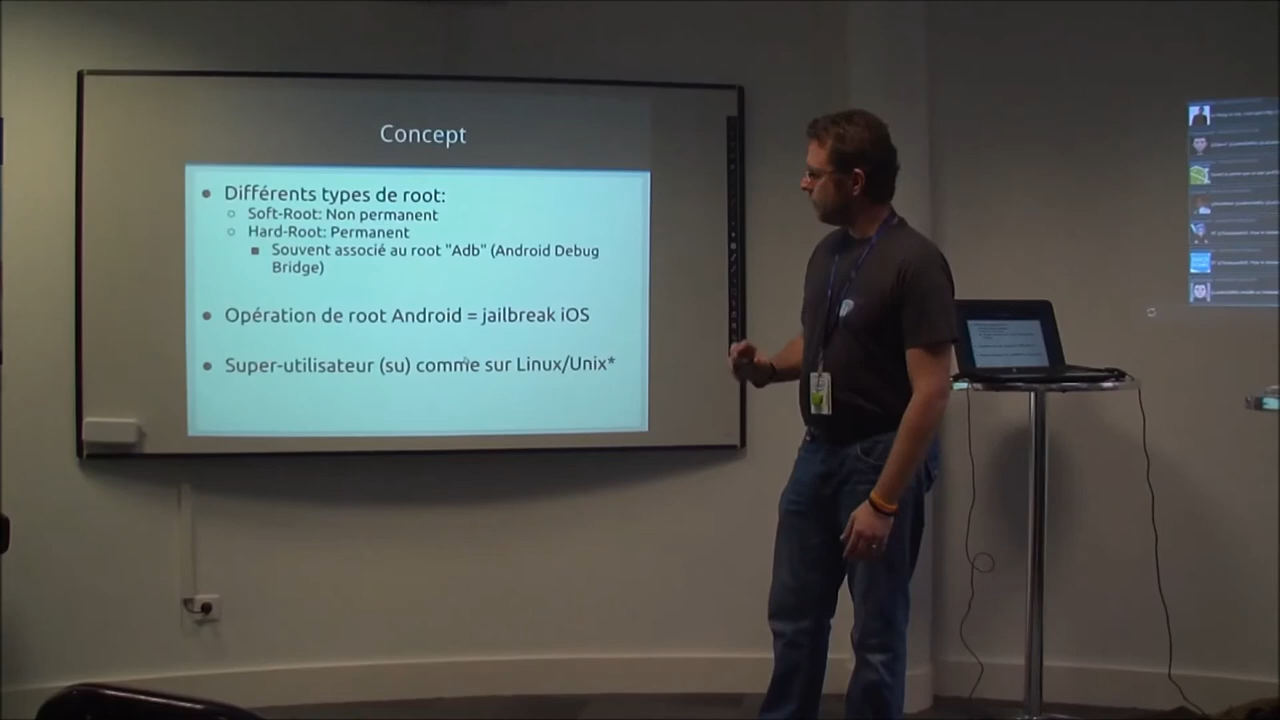 Concept
Différents types de root:
Soft-Root: Non permanent
Hard-Root: Permanent
Souvent associé au root "Adb" (Android Debug
Bridge)
Opération de root Android = jailbreak iOS
Super-utilisateur (su) comme sur Linux/Unix*